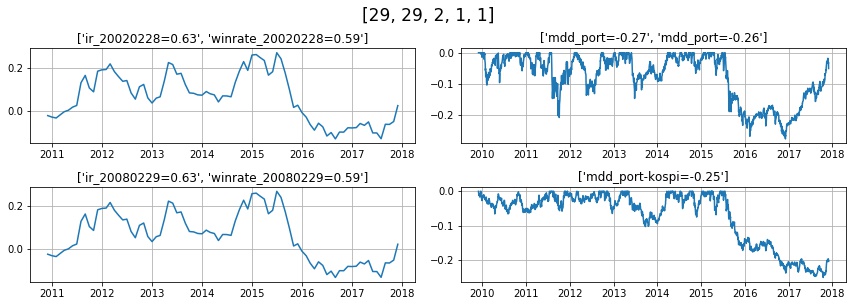 [29, 29, 2, 1, 1]
['ir_20020228=0.63', 'winrate_20020228=0.59']
0.2
0.0
2011 2012 2013 2014 2015 2016 2017 2018
['mdd_port=-0.27', 'mdd_port=-0.26']
0.0
−0.1
−0.2
2010 2011 2012 2013 2014 2015 2016 2017 2018
['ir_20080229=0.63', 'winrate_20080229=0.59']
0.2
0.0
2011 2012 2013 2014 2015 2016 2017 2018
['mdd_port-kospi=-0.25']
0.0
−0.1
−0.2
2010 2011 2012 2013 2014 2015 2016 2017 2018